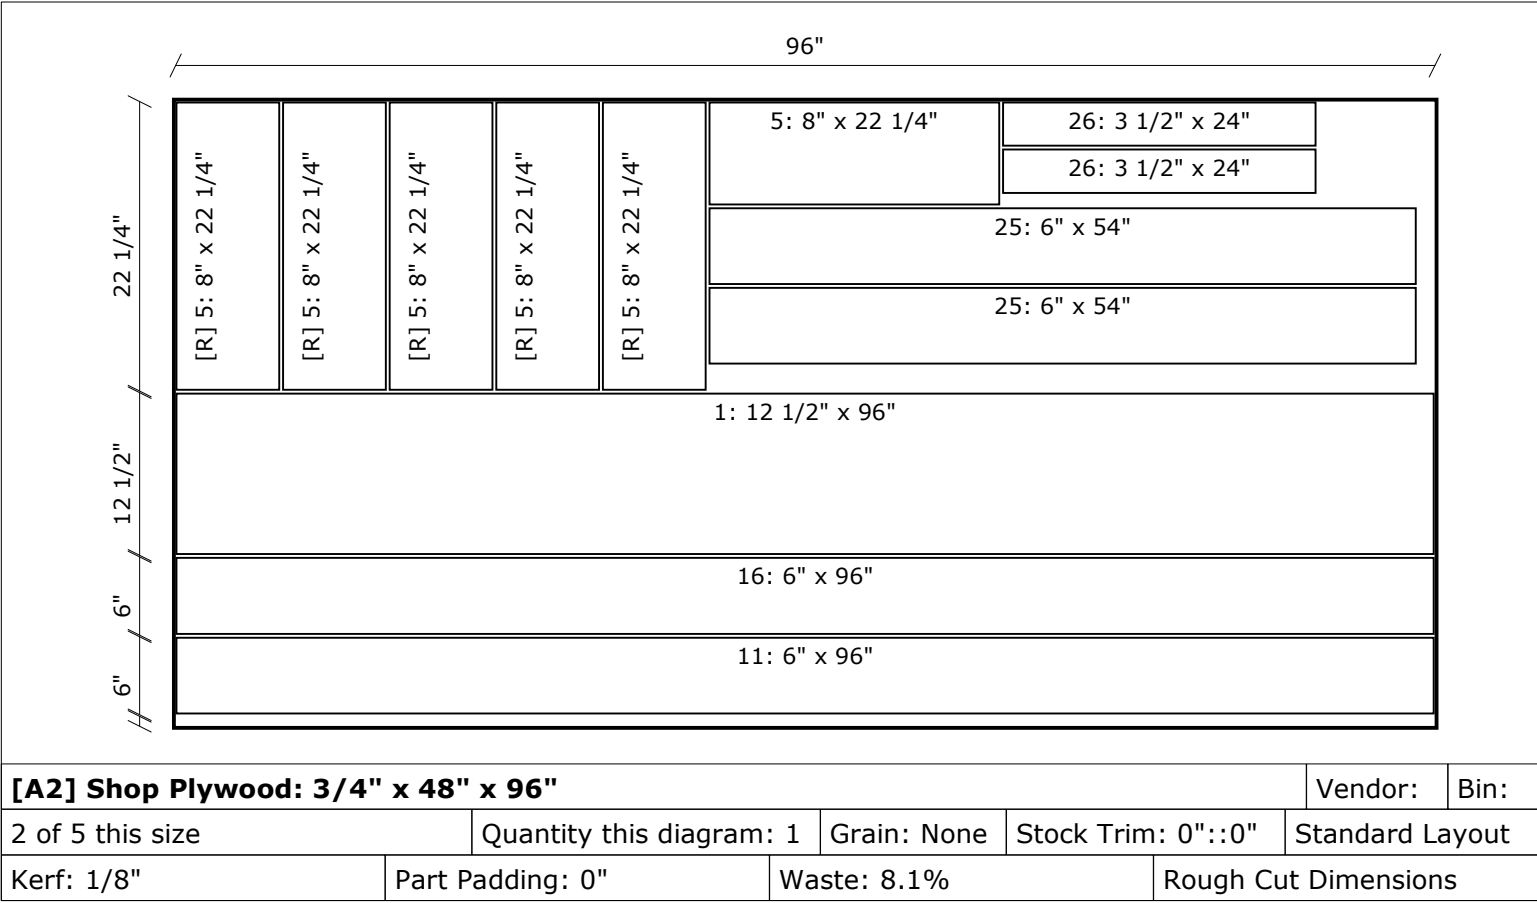 96"
22 1/4"
12 1/2"
6"
6"
[R] 5: 8" x 22 1/4"
[R] 5: 8" x 22 1/4"
[R] 5: 8" x 22 1/4"
[R] 5: 8" x 22 1/4"
[R] 5: 8" x 22 1/4"
5: 8" x 22 1/4"
26: 3 1/2" x 24"
26: 3 1/2" x 24"
25: 6" x 54"
25: 6" x 54"
1: 12 1/2" x 96"
16: 6" x 96"
11: 6" x 96"
[A2] Shop Plywood: 3/4" x 48" x 96" Vendor: Bin:
2 of 5 this size Quantity this diagram: 1 Grain: None Stock Trim: 0"::0" Standard Layout
Kerf: 1/8" Part Padding: 0" Waste: 8.1% Rough Cut Dimensions